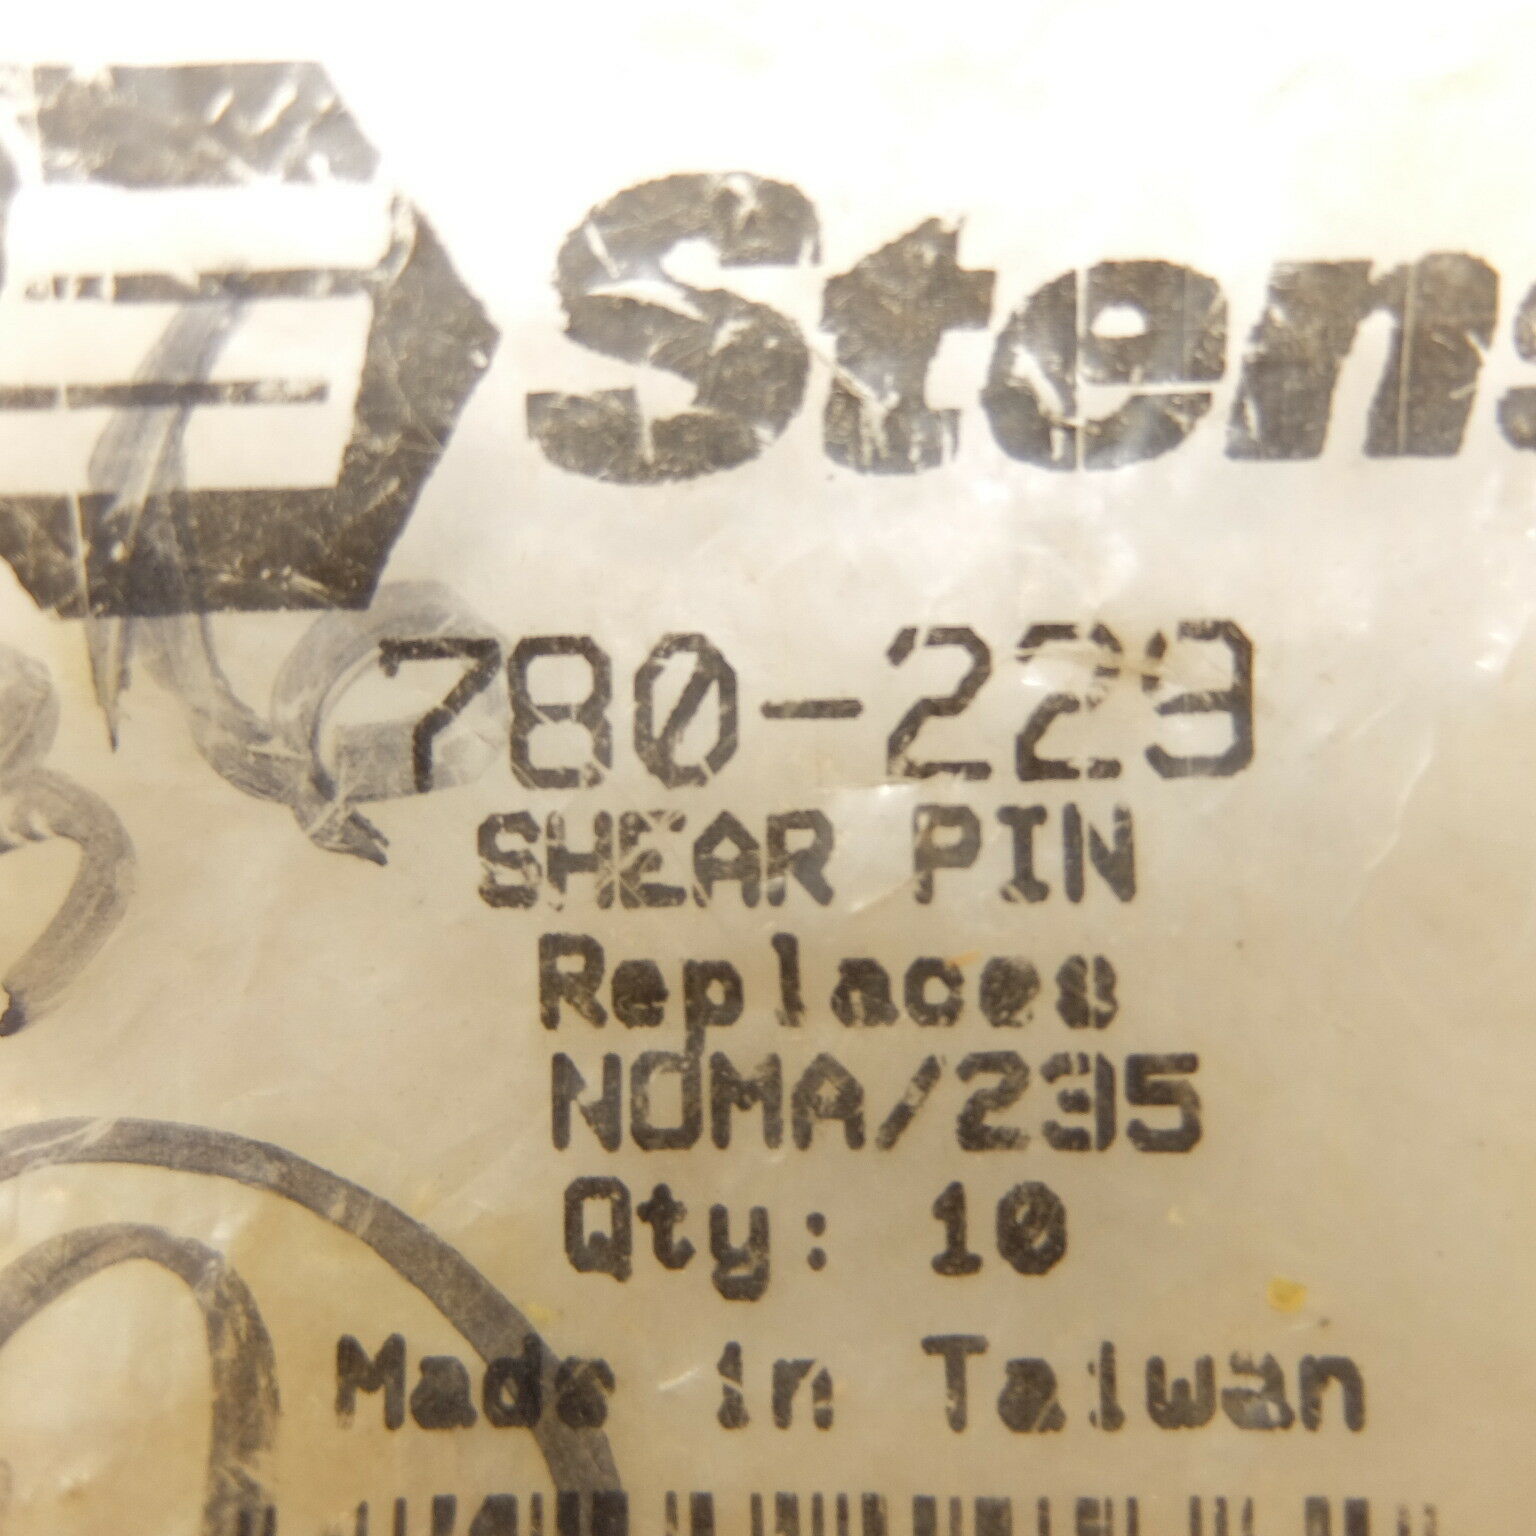 Stens
780-223
SHEAR PIN
Replaces
NOMA/235
Qty: 10
Made in Taiwan